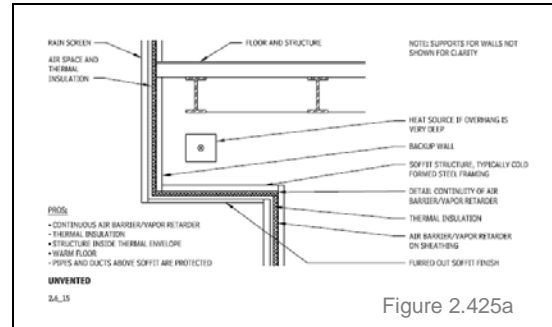 RAIN SCREEN
AIR SPACE AND
THERMAL
INSULATION
FLOOR AND STRUCTURE
NOTE: SUPPORTS FOR WALLS NOT
SHOWN FOR CLARITY
HEAT SOURCE IF OVERHANG IS
VERY DEEP
BACKUP WALL
SOFFIT STRUCTURE, TYPICALLY COLD
FORMED STEEL FRAMING
DETAIL CONTINUITY OF AIR
BARRIER/VAPOR RETARDER
THERMAL INSULATION
AIR BARRIER/VAPOR RETARDER
ON SHEATHING
FURRED OUT SOFFIT FINISH
PROS:
• CONTINUOUS AIR BARRIER/VAPOR RETARDER
• THERMAL INSULATION
• STRUCTURE INSIDE THERMAL ENVELOPE
• WARM FLOOR
• PIPES AND DUCTS ABOVE SOFFIT ARE PROTECTED
UNVENTED
2.4_15
Figure 2.425a